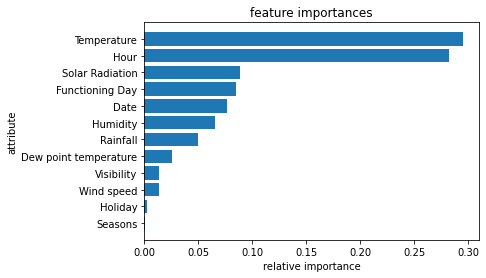 feature importances
attribute
Temperature
Hour
Solar Radiation
Functioning Day
Date
Humidity
Rainfall
Dew point temperature
Visibility
Wind speed
Holiday
Seasons
0.00 0.05 0.10 0.15 0.20 0.25 0.30
relative importance